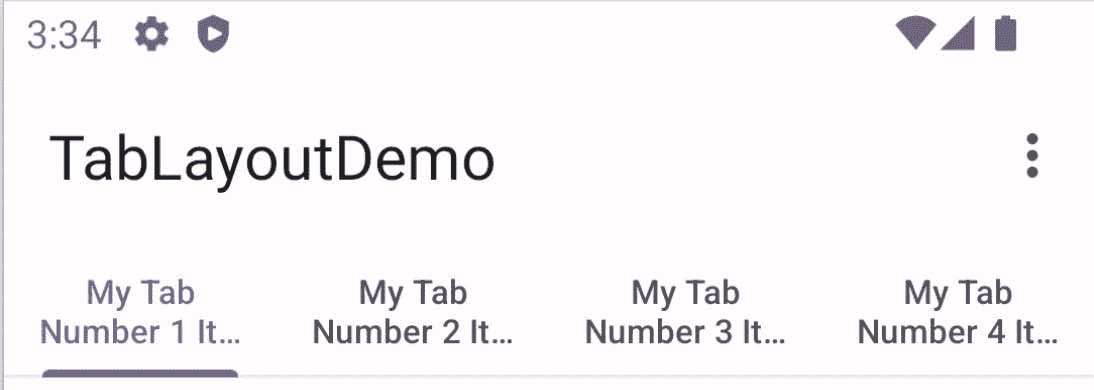 3:34
TabLayoutDemo
My Tab
Number 1 It...
My Tab
Number 2 It...
My Tab
Number 3 It...
My Tab
Number 4 It...